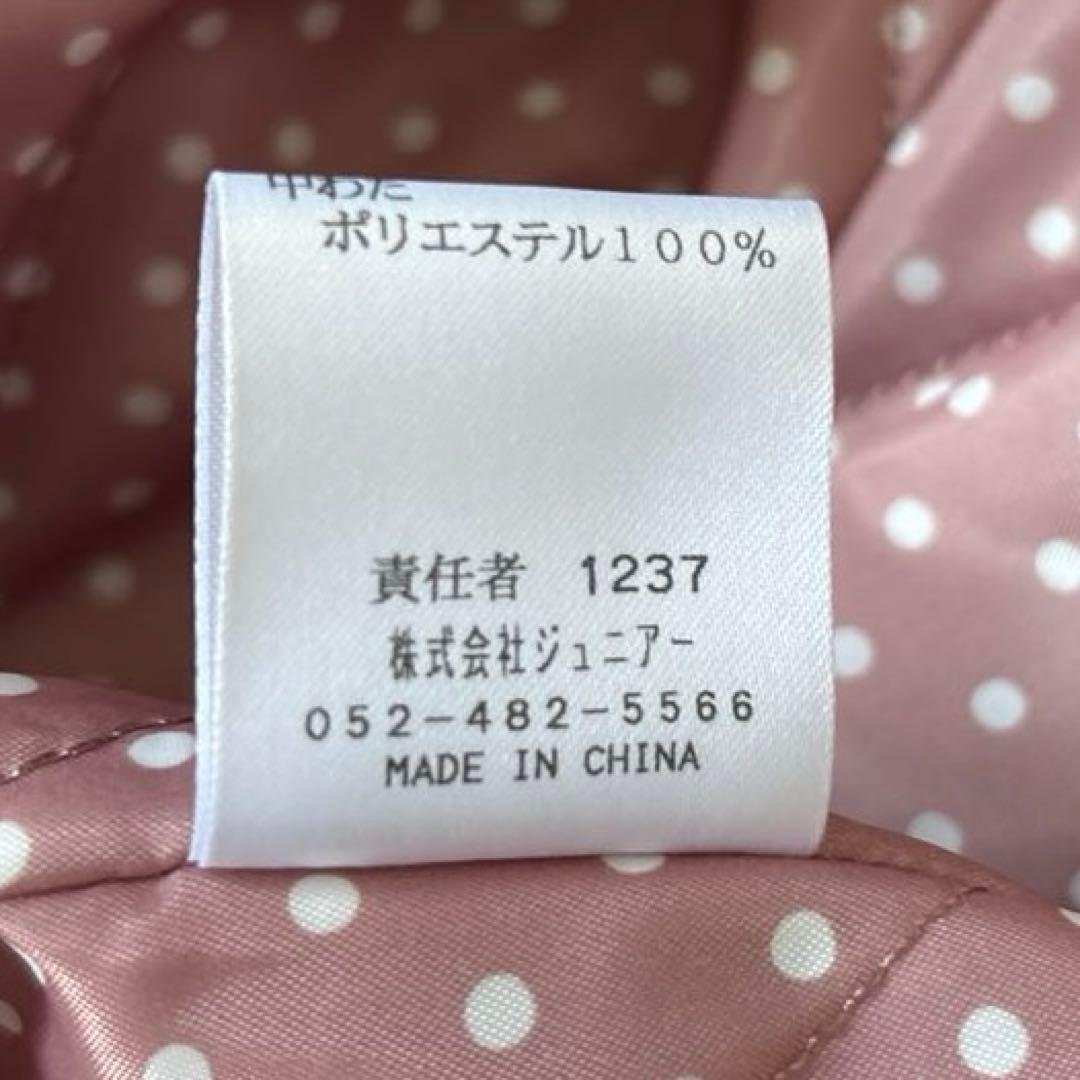 中わた
ポリエステル１００％
責任者　1237
株式会社ジュニアー
052-482-5566
MADE IN CHINA